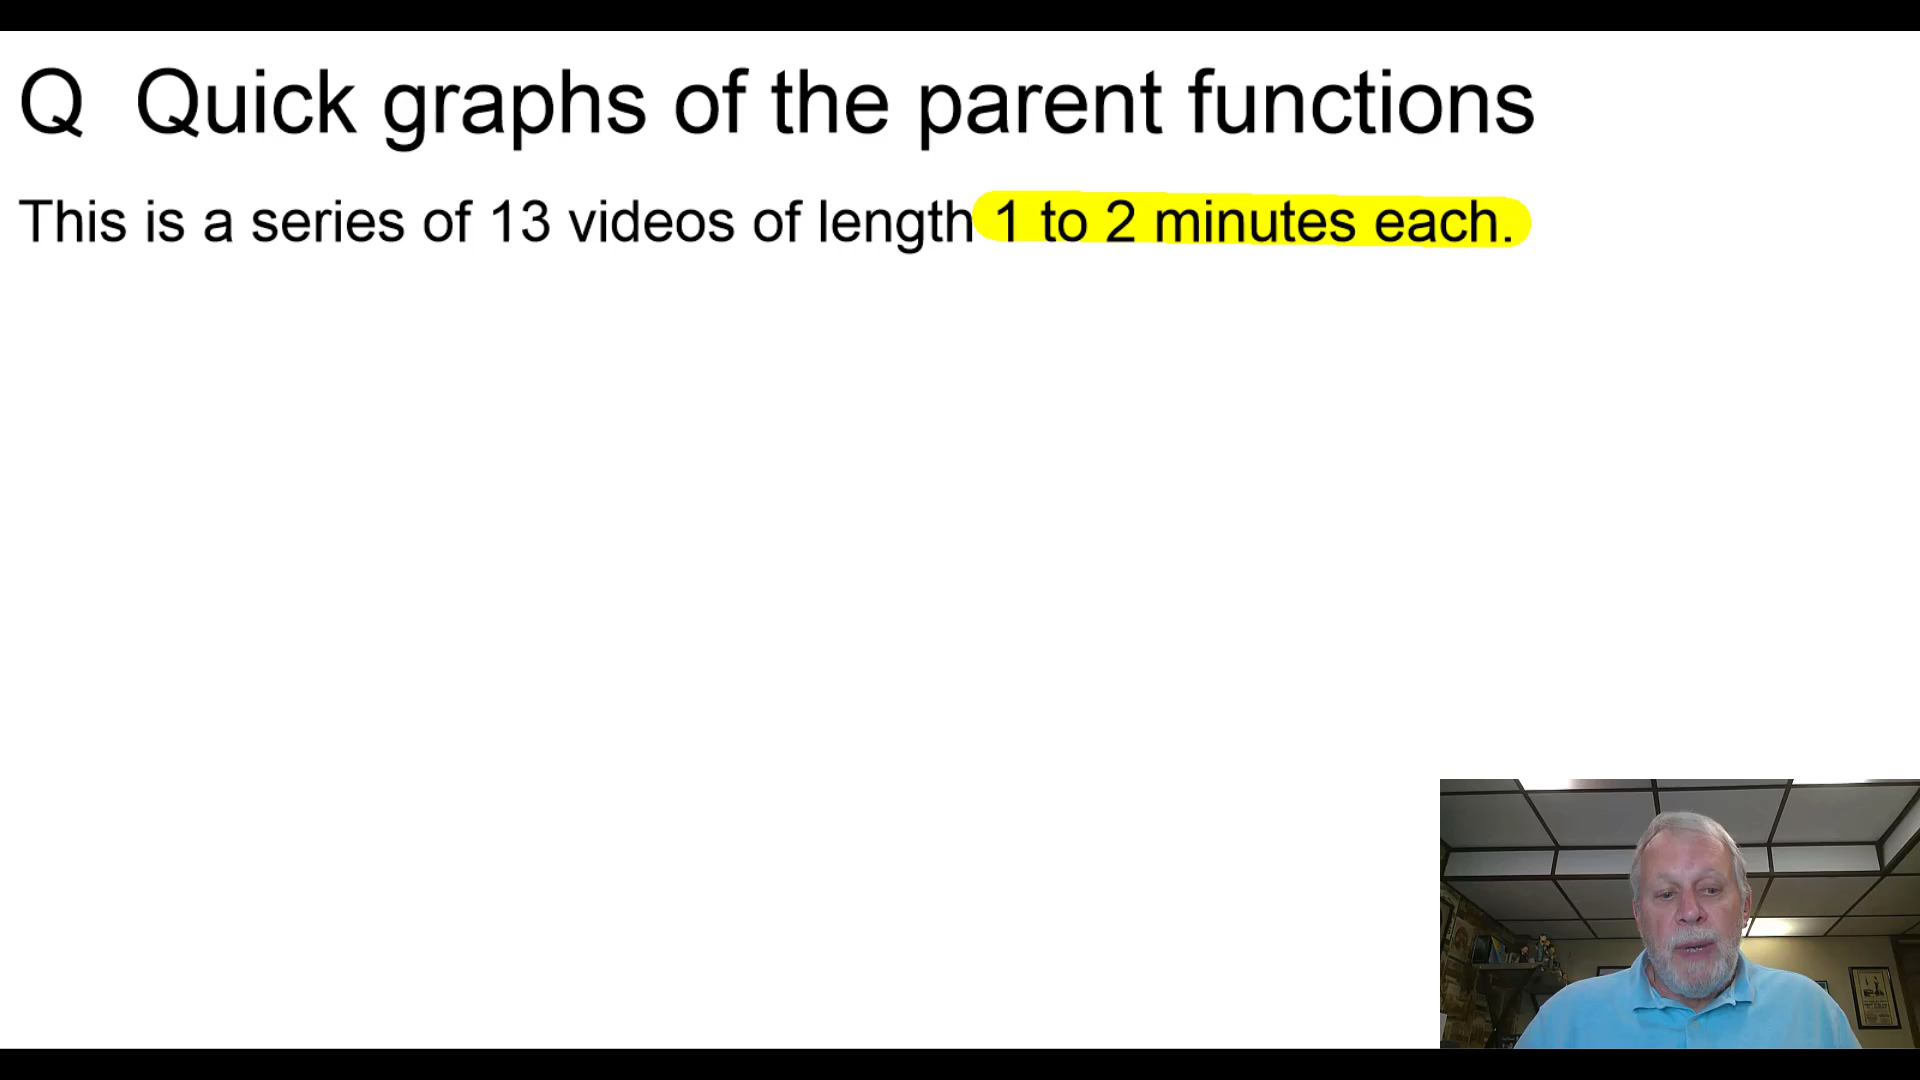 Q Quick graphs of the parent functions
This is a series of 13 videos of length 1 to 2 minutes each.